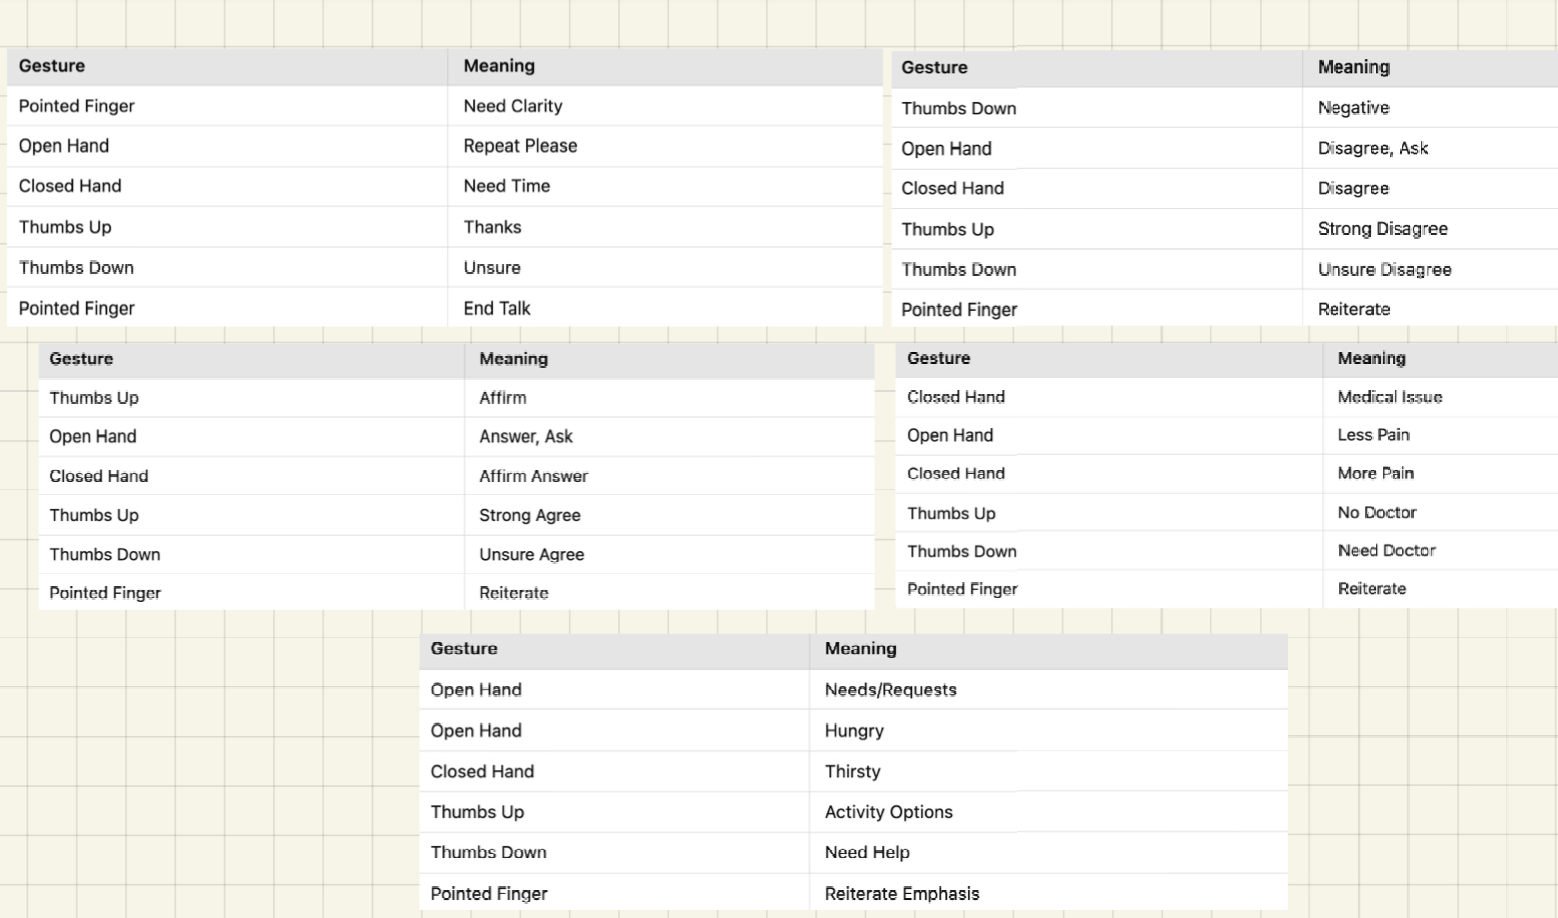 Gesture Meaning
Pointed Finger Need Clarity
Open Hand Repeat Please
Closed Hand Need Time
Thumbs Up Thanks
Thumbs Down Unsure
Pointed Finger End Talk
Gesture Meaning
Thumbs Down Negative
Open Hand Disagree, Ask
Closed Hand Disagree
Thumbs Up Strong Disagree
Thumbs Down Unsure Disagree
Pointed Finger Reiterate
Gesture Meaning
Thumbs Up Affirm
Open Hand Answer, Ask
Closed Hand Affirm Answer
Thumbs Up Strong Agree
Thumbs Down Unsure Agree
Pointed Finger Reiterate
Gesture Meaning
Closed Hand Medical Issue
Open Hand Less Pain
Closed Hand More Pain
Thumbs Up No Doctor
Thumbs Down Need Doctor
Pointed Finger Reiterate
Gesture Meaning
Open Hand Needs/Requests
Open Hand Hungry
Closed Hand Thirsty
Thumbs Up Activity Options
Thumbs Down Need Help
Pointed Finger Reiterate Emphasis